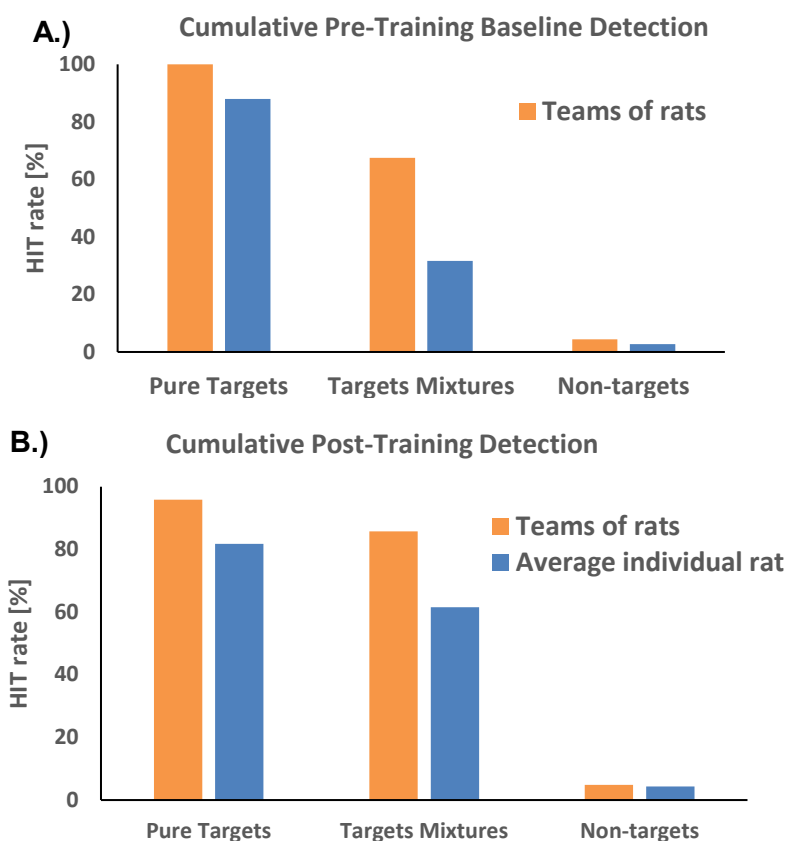 A.)
Cumulative Pre-Training Baseline Detection
HIT rate [%]
100
80
60
40
20
0
Teams of rats
Pure Targets Targets Mixtures Non-targets
B.)
Cumulative Post-Training Detection
HIT rate [%]
100
80
60
40
20
0
Teams of rats
Average individual rat
Pure Targets Targets Mixtures Non-targets